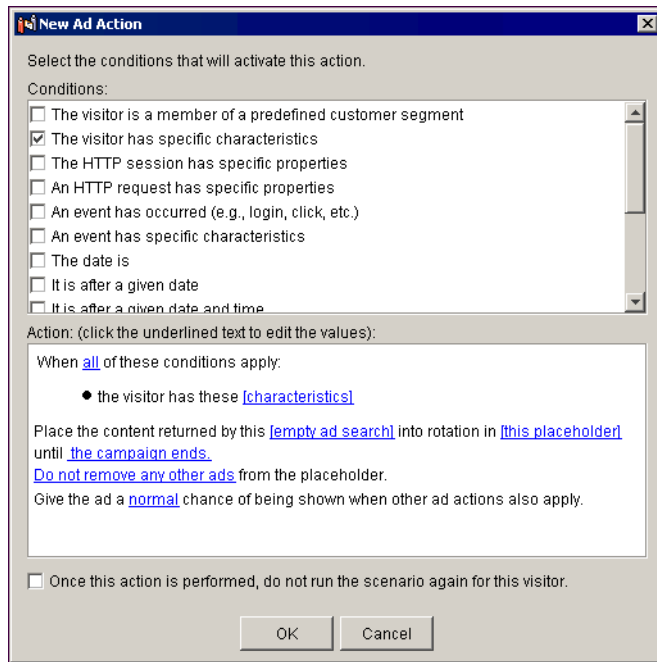 New Ad Action
Select the conditions that will activate this action.
Conditions:
The visitor is a member of a predefined customer segment
The visitor has specific characteristics
The HTTP session has specific properties
An HTTP request has specific properties
An event has occurred (e.g., login, click, etc.)
An event has specific characteristics
The date is
It is after a given date
It is after a given date and time
Action: (click the underlined text to edit the values):
When all of these conditions apply:
● the visitor has these [characteristics]
Place the content returned by this [empty ad search] into rotation in [this placeholder]
until the campaign ends.
Do not remove any other ads from the placeholder.
Give the ad a normal chance of being shown when other ad actions also apply.
Once this action is performed, do not run the scenario again for this visitor.
OK Cancel